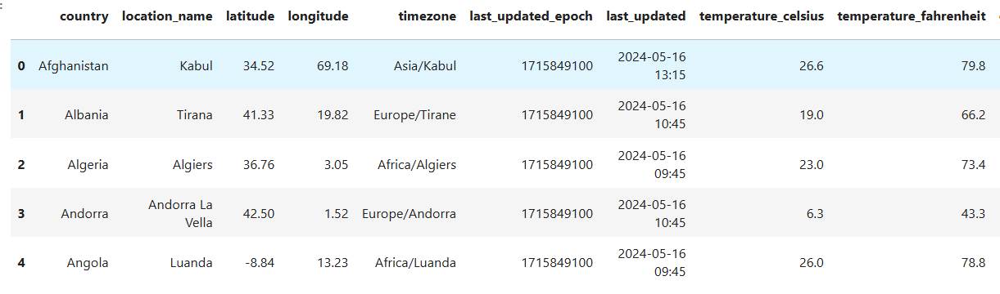 country location_name latitude longitude timezone last_updated_epoch last_updated temperature_celsius temperature_fahrenheit
0 Afghanistan Kabul 34.52 69.18 Asia/Kabul 1715849100 2024-05-16 13:15 26.6 79.8
1 Albania Tirana 41.33 19.82 Europe/Tirane 1715849100 2024-05-16 10:45 19.0 66.2
2 Algeria Algiers 36.76 3.05 Africa/Algiers 1715849100 2024-05-16 09:45 23.0 73.4
3 Andorra Andorra La Vella 42.50 1.52 Europe/Andorra 1715849100 2024-05-16 10:45 6.3 43.3
4 Angola Luanda -8.84 13.23 Africa/Luanda 1715849100 2024-05-16 09:45 26.0 78.8